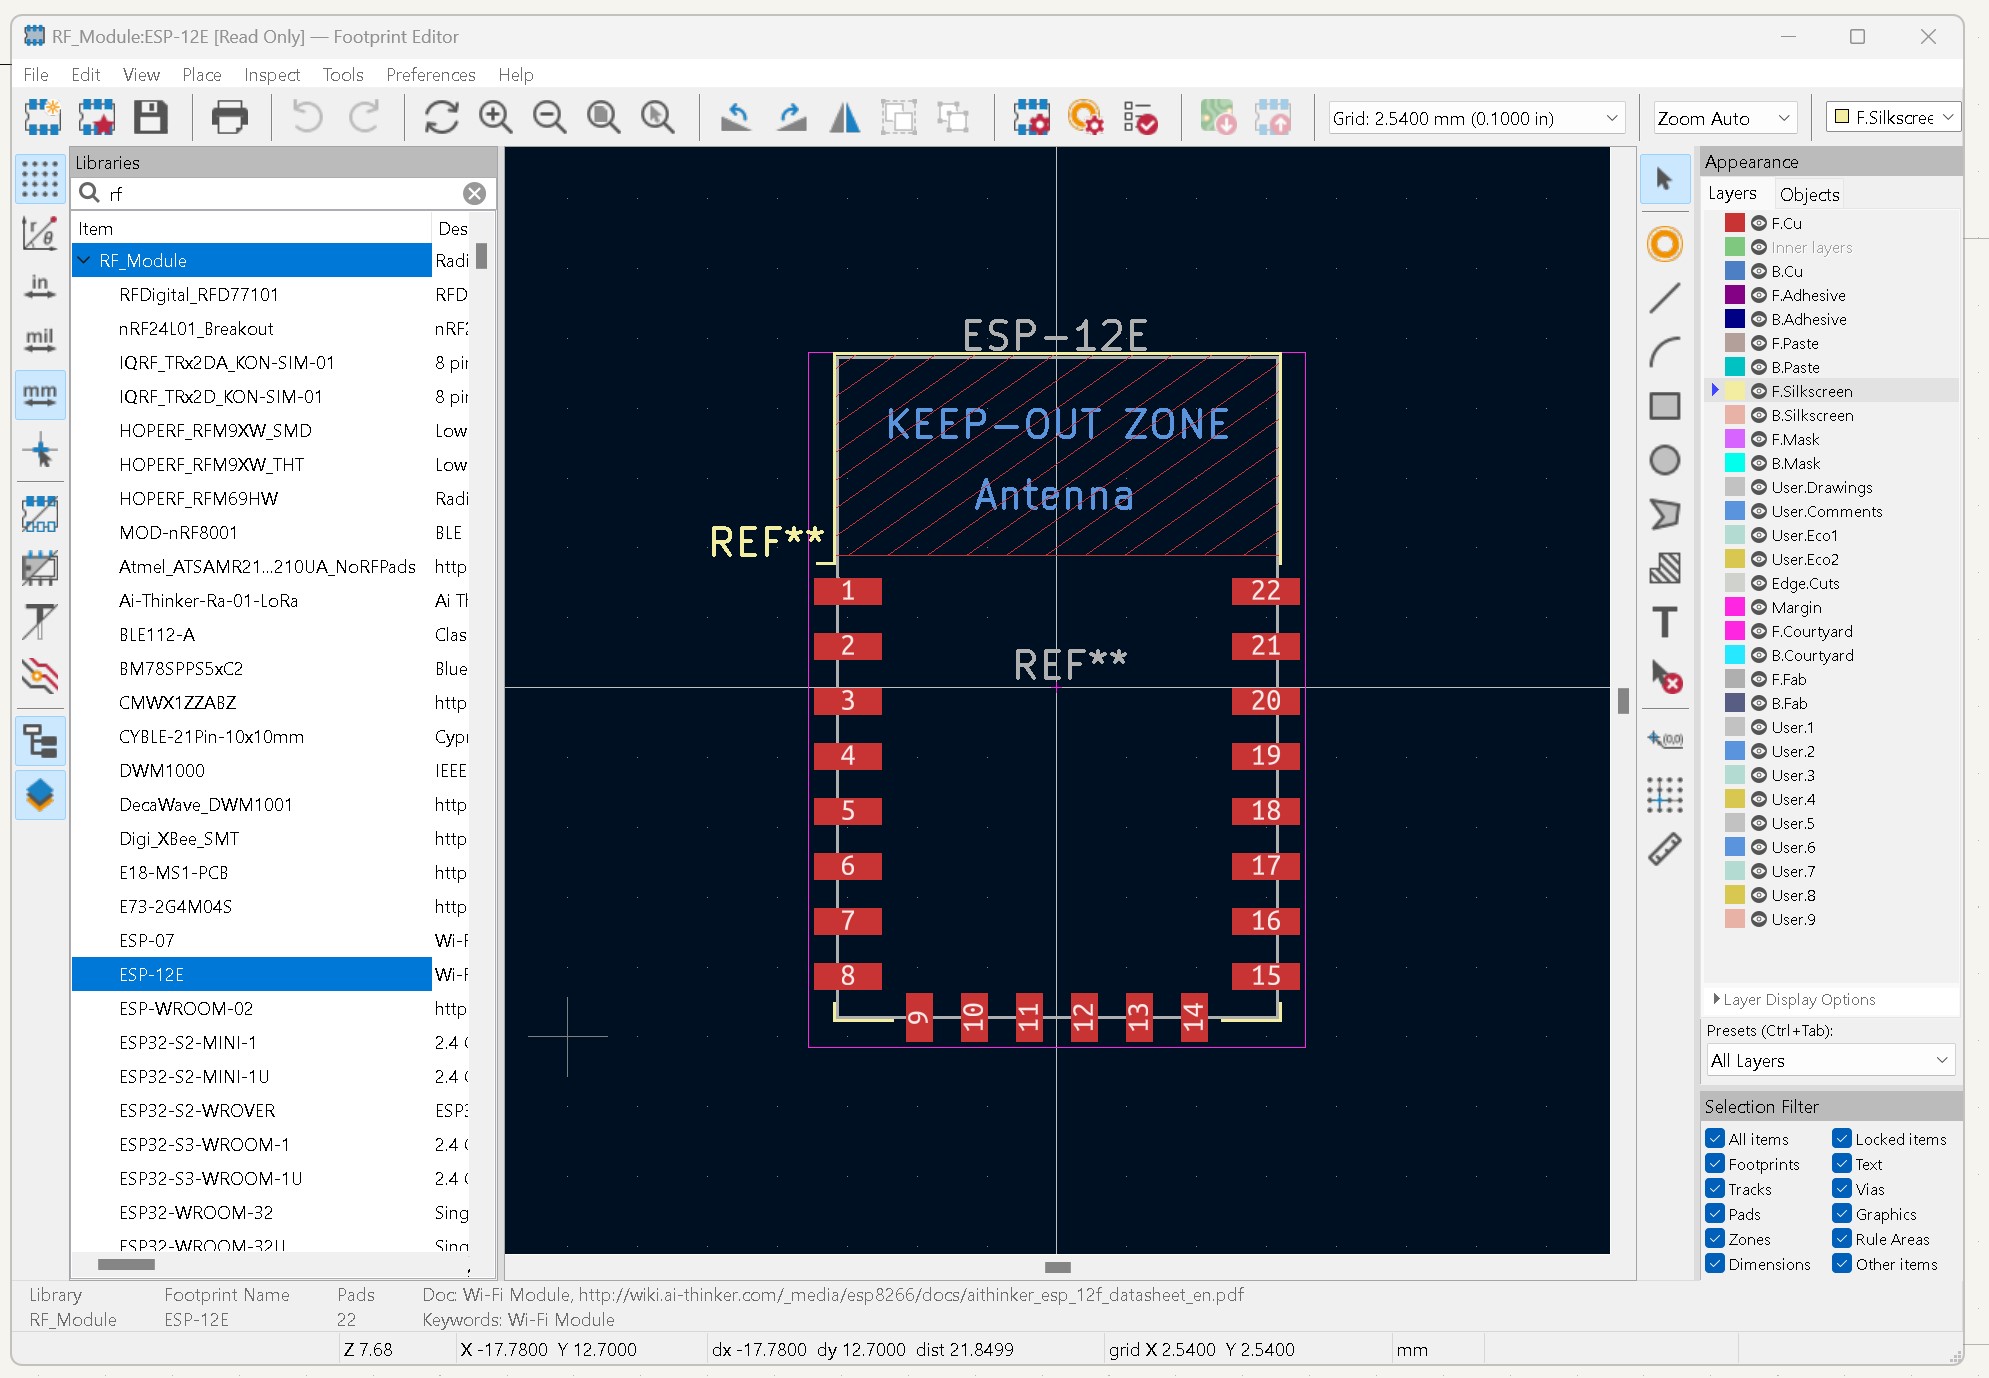 RF_Module:ESP-12E [Read Only] — Footprint Editor
File Edit View Place Inspect Tools Preferences Help
Grid: 2.5400 mm (0.1000 in)
Zoom Auto
F.Silkscree
Libraries
rf
Item Des
RF_Module Radi
RFDigital_RFD77101 RFD
nRF24L01_Breakout nRF2
IQRF_TRx2DA_KON-SIM-01 8 pir
IQRF_TRx2D_KON-SIM-01 8 pir
HOPERF_RFM9XW_SMD Low
HOPERF_RFM9XW_THT Low
HOPERF_RFM69HW Radi
MOD-nRF8001 BLE
Atmel_ATSAMR21...210UA_NoRFPads http
Ai-Thinker-Ra-01-LoRa Ai Tl
BLE112-A Clas
BM78SPPS5xC2 Blue
CMWX1ZZABZ http
CYBLE-21Pin-10x10mm Cypr
DWM1000 IEEE
DecaWave_DWM1001 http
Digi_XBee_SMT http
E18-MS1-PCB http
E73-2G4M04S http
ESP-07 Wi-F
ESP-12E Wi-F
ESP-WROOM-02 http
ESP32-S2-MINI-1 2.4
ESP32-S2-MINI-1U 2.4
ESP32-S2-WROVER ESP3
ESP32-S3-WROOM-1 2.4
ESP32-S3-WROOM-1U 2.4
ESP32-WROOM-32 Sing
ESP32-WROOM-32U Sing
in
mil
mm
ESP-12E
KEEP-OUT ZONE
Antenna
REF**
1 22
2 21
REF**
3 20
4 19
5 18
6 17
7 16
8 15
9 10 11 12 13 14
(0,0)
Appearance
Layers Objects
F.Cu
Inner layers
B.Cu
F.Adhesive
B.Adhesive
F.Paste
B.Paste
F.Silkscreen
B.Silkscreen
F.Mask
B.Mask
User.Drawings
User.Comments
User.Eco1
User.Eco2
Edge.Cuts
Margin
F.Courtyard
B.Courtyard
F.Fab
B.Fab
User.1
User.2
User.3
User.4
User.5
User.6
User.7
User.8
User.9
Layer Display Options
Presets (Ctrl+Tab):
All Layers
Selection Filter
All items Locked items
Footprints Text
Tracks Vias
Pads Graphics
Zones Rule Areas
Dimensions Other items
Library Footprint Name Pads Doc: Wi-Fi Module, http://wiki.ai-thinker.com/_media/esp8266/docs/aithinker_esp_12f_datasheet_en.pdf
RF_Module ESP-12E 22 Keywords: Wi-Fi Module
Z 7.68 X -17.7800 Y 12.7000 dx -17.7800 dy 12.7000 dist 21.8499 grid X 2.5400 Y 2.5400 mm